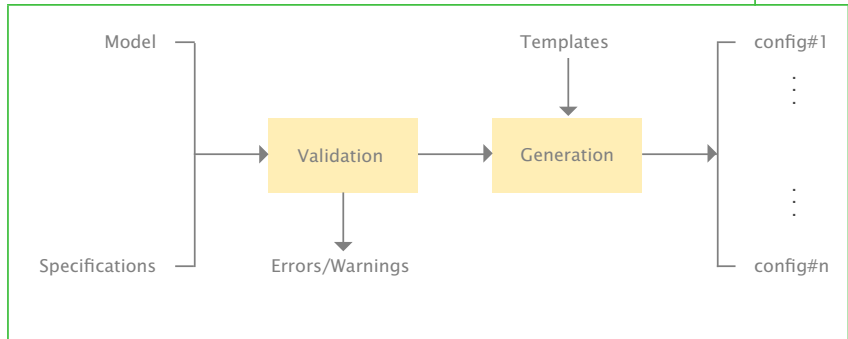 Model
Templates
config#1
Validation
Generation
Specifications
Errors/Warnings
config#n